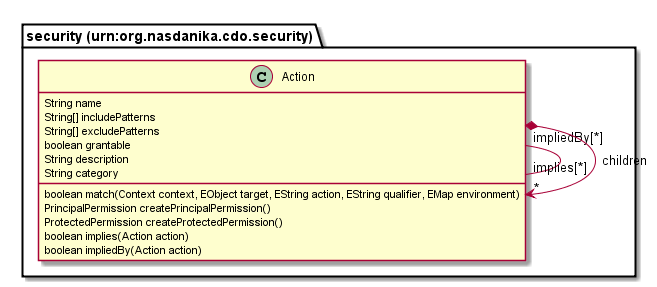 security (urn:org.nasdanika.cdo.security)
C Action
String name
String[] includePatterns
String[] excludePatterns
boolean grantable
String description
String category
boolean match(Context context, EObject target, EString action, EString qualifier, EMap environment)
PrincipalPermission createPrincipalPermission()
ProtectedPermission createProtectedPermission()
boolean implies(Action action)
boolean impliedBy(Action action)
impliedBy[*]
children
implies[*]
*